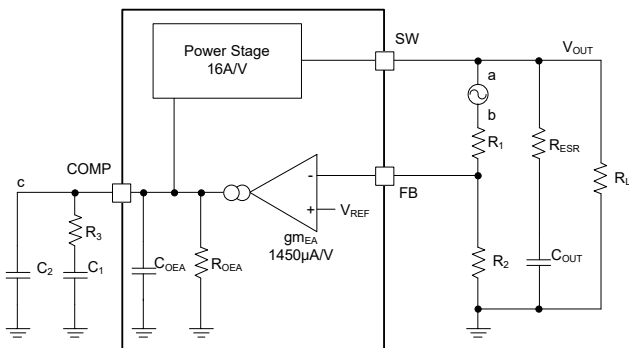 Power Stage
16A/V
SW
VOUT
a
b
R1
RESR
RL
COMP
c
-
+
VREF
FB
gmEA
1450µA/V
R3
C2
C1
COEA
ROEA
R2
COUT